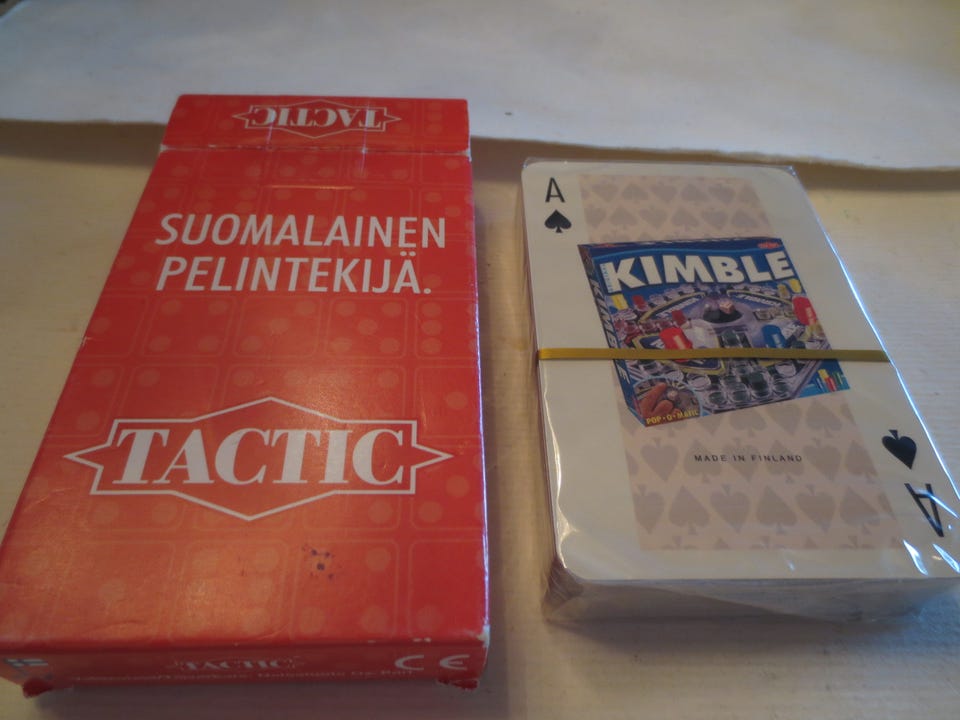 TACTIC
SUOMALAINEN
PELINTEKIJÄ.
TACTIC
TACTIC
CE
A
KIMBLE
POP-O-MATIC
MADE IN FINLAND
A